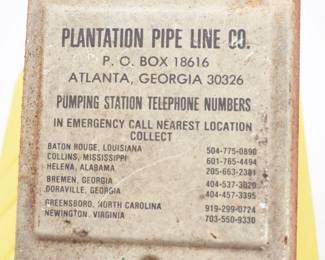 PLANTATION PIPE LINE CO.
P. O. BOX 18616
ATLANTA, GEORGIA 30326
PUMPING STATION TELEPHONE NUMBERS
IN EMERGENCY CALL NEAREST LOCATION
COLLECT
BATON ROUGE, LOUISIANA 504-775-0890
COLLINS, MISSISSIPPI 601-765-4494
HELENA, ALABAMA 205-663-2381
BREMEN, GEORGIA 404-537-3020
DORAVILLE, GEORGIA 404-457-3395
GREENSBORO, NORTH CAROLINA 919-299-0724
NEWINGTON, VIRGINIA 703-550-9330